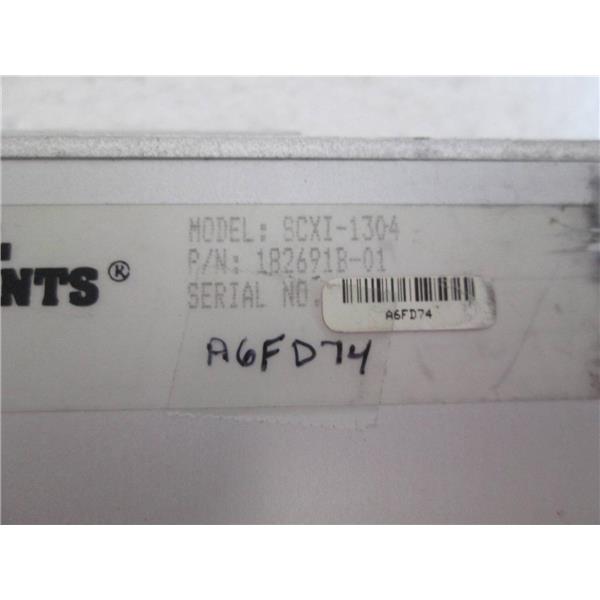 MODEL: SCXI-1304
P/N: 182691B-01
NTS®
SERIAL NO.
A6FD74
A6FD74